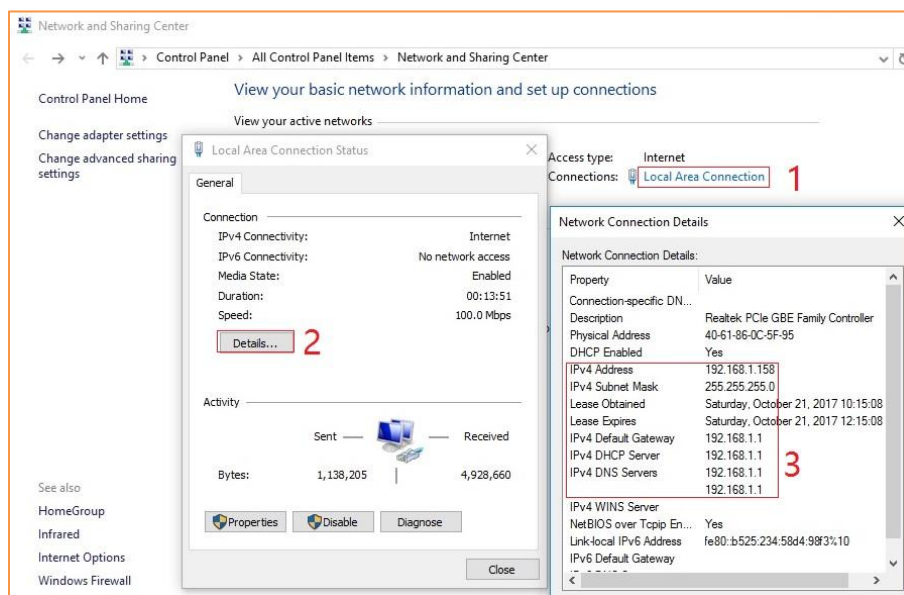 Network and Sharing Center
Control Panel > All Control Panel Items > Network and Sharing Center
Control Panel Home
Change adapter settings
Change advanced sharing
settings
See also
HomeGroup
Infrared
Internet Options
Windows Firewall
View your basic network information and set up connections
View your active networks
Access type: Internet
Connections: Local Area Connection 1
Local Area Connection Status
General
Connection
IPv4 Connectivity: Internet
IPv6 Connectivity: No network access
Media State: Enabled
Duration: 00:13:51
Speed: 100.0 Mbps
Details... 2
Activity
Sent — Received
Bytes: 1,138,205 4,928,660
Properties Disable Diagnose
Close
Network Connection Details
Network Connection Details:
Property Value
Connection-specific DN...
Description Realtek PCIe GBE Family Controller
Physical Address 40-61-86-0C-5F-95
DHCP Enabled Yes
IPv4 Address 192.168.1.158
IPv4 Subnet Mask 255.255.255.0
Lease Obtained Saturday, October 21, 2017 10:15:08
Lease Expires Saturday, October 21, 2017 12:15:08
IPv4 Default Gateway 192.168.1.1
IPv4 DHCP Server 192.168.1.1
IPv4 DNS Servers 192.168.1.1
192.168.1.1
3
IPv4 WINS Server
NetBIOS over Tcpip En... Yes
Link-local IPv6 Address fe80::b525:234:58d4:98f3%10
IPv6 Default Gateway